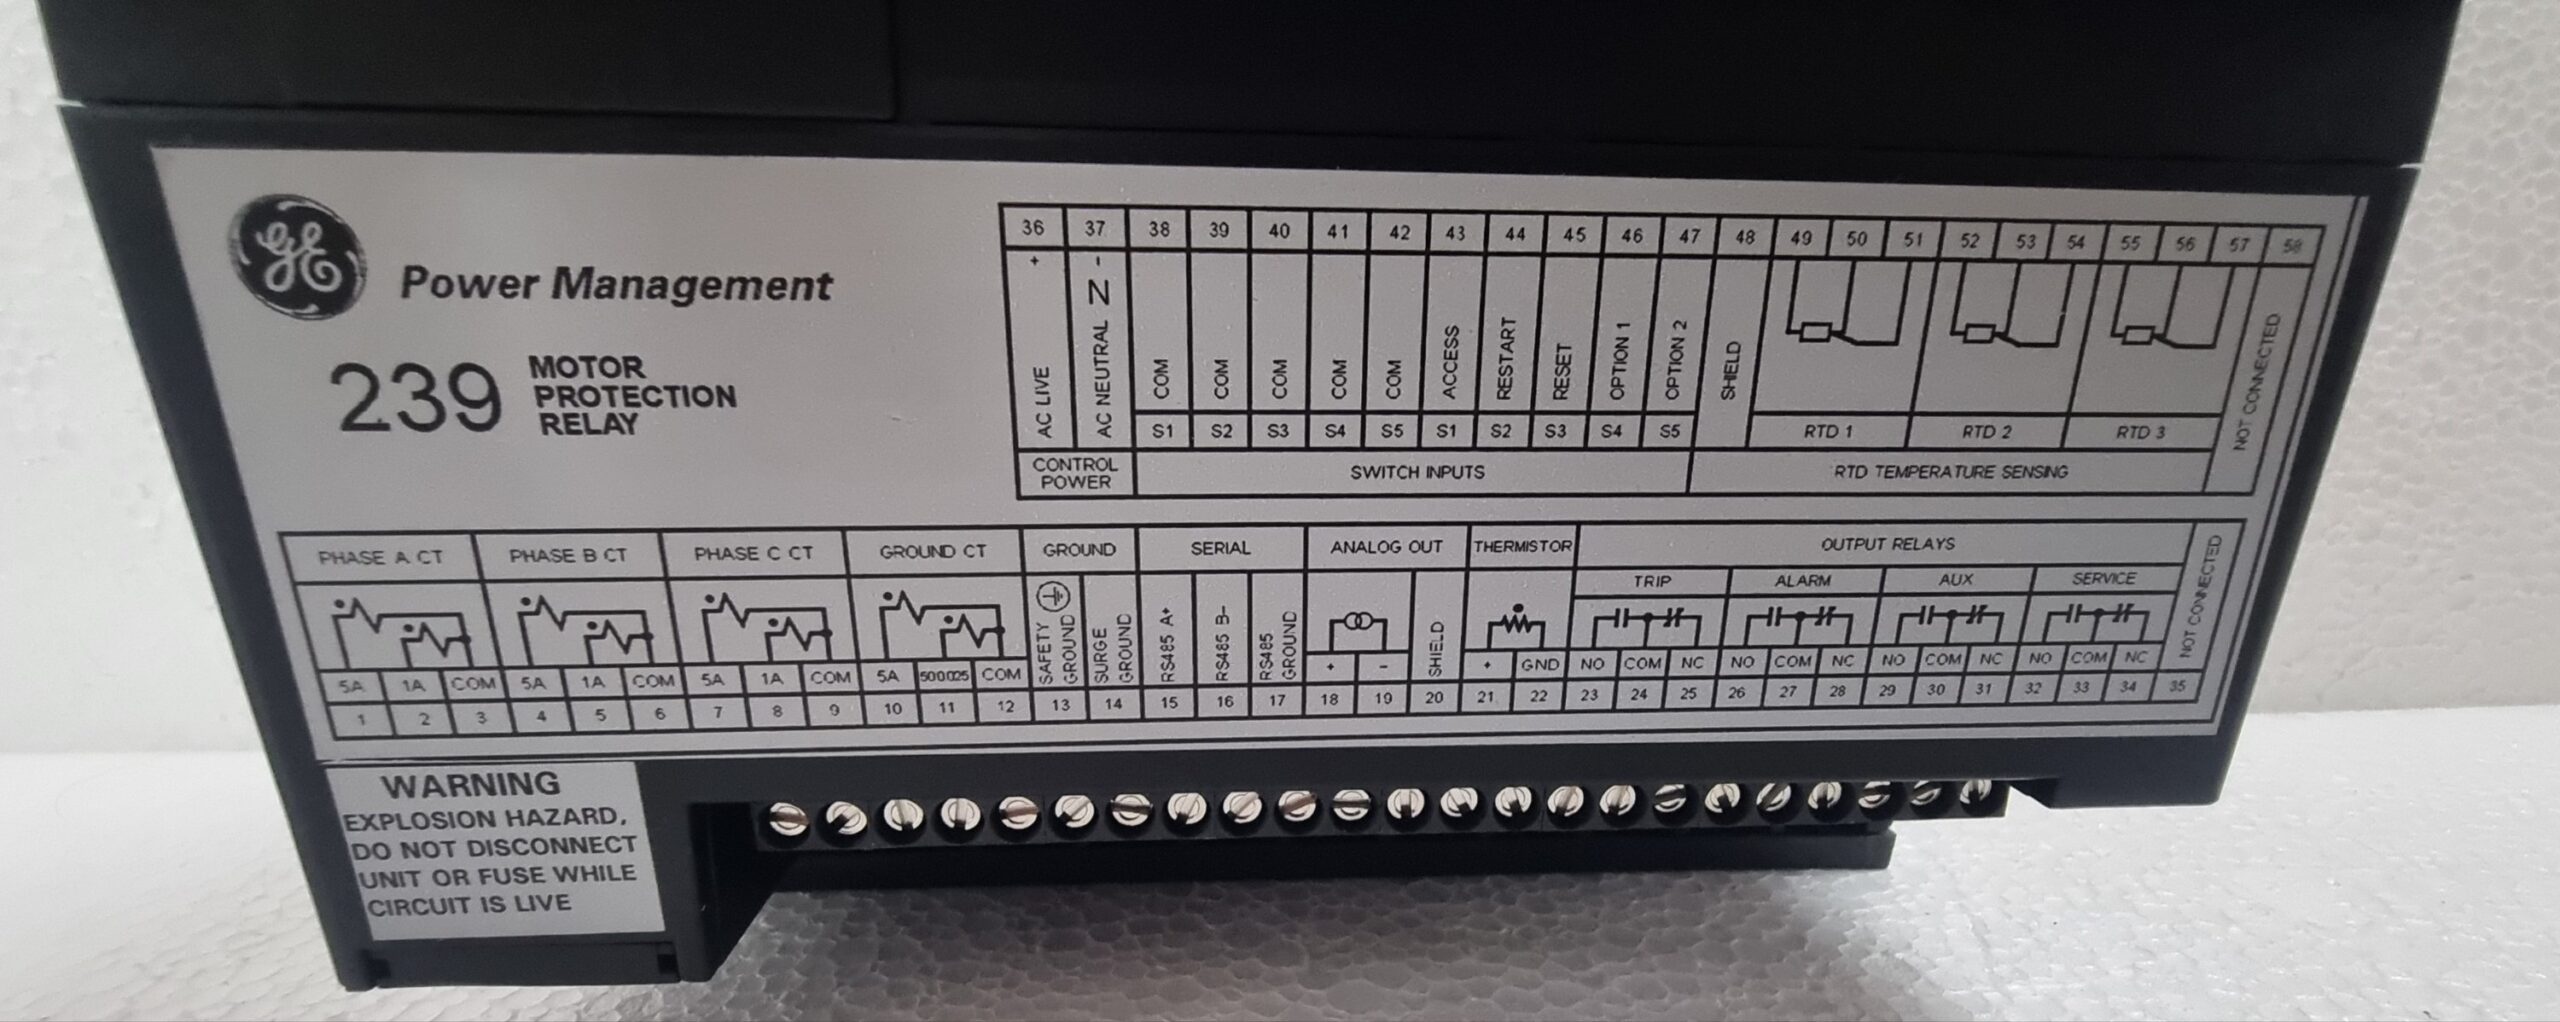 GE
Power Management
239
MOTOR
PROTECTION
RELAY
36 37 38 39 40 41 42 43 44 45 46 47 48 49 50 51 52 53 54 55 56 57 58
+ -
AC LIVE
AC NEUTRAL N
COM COM COM COM COM ACCESS RESTART RESET OPTION 1 OPTION 2
SHIELD
NOT CONNECTED
S1 S2 S3 S4 S5 S1 S2 S3 S4 S5 RTD 1 RTD 2 RTD 3
CONTROL
POWER
SWITCH INPUTS
RTD TEMPERATURE SENSING
PHASE A CT PHASE B CT PHASE C CT GROUND CT GROUND SERIAL ANALOG OUT THERMISTOR OUTPUT RELAYS
TRIP ALARM AUX SERVICE
SAFETY
GROUND
SURGE
GROUND
RS485 A+
RS485 B–
RS485
GROUND
SHIELD
NOT CONNECTED
5A 1A COM 5A 1A COM 5A 1A COM 5A 50:0.025 COM + – + GND NO COM NC NO COM NC NO COM NC NO COM NC
1 2 3 4 5 6 7 8 9 10 11 12 13 14 15 16 17 18 19 20 21 22 23 24 25 26 27 28 29 30 31 32 33 34 35
WARNING
EXPLOSION HAZARD,
DO NOT DISCONNECT
UNIT OR FUSE WHILE
CIRCUIT IS LIVE